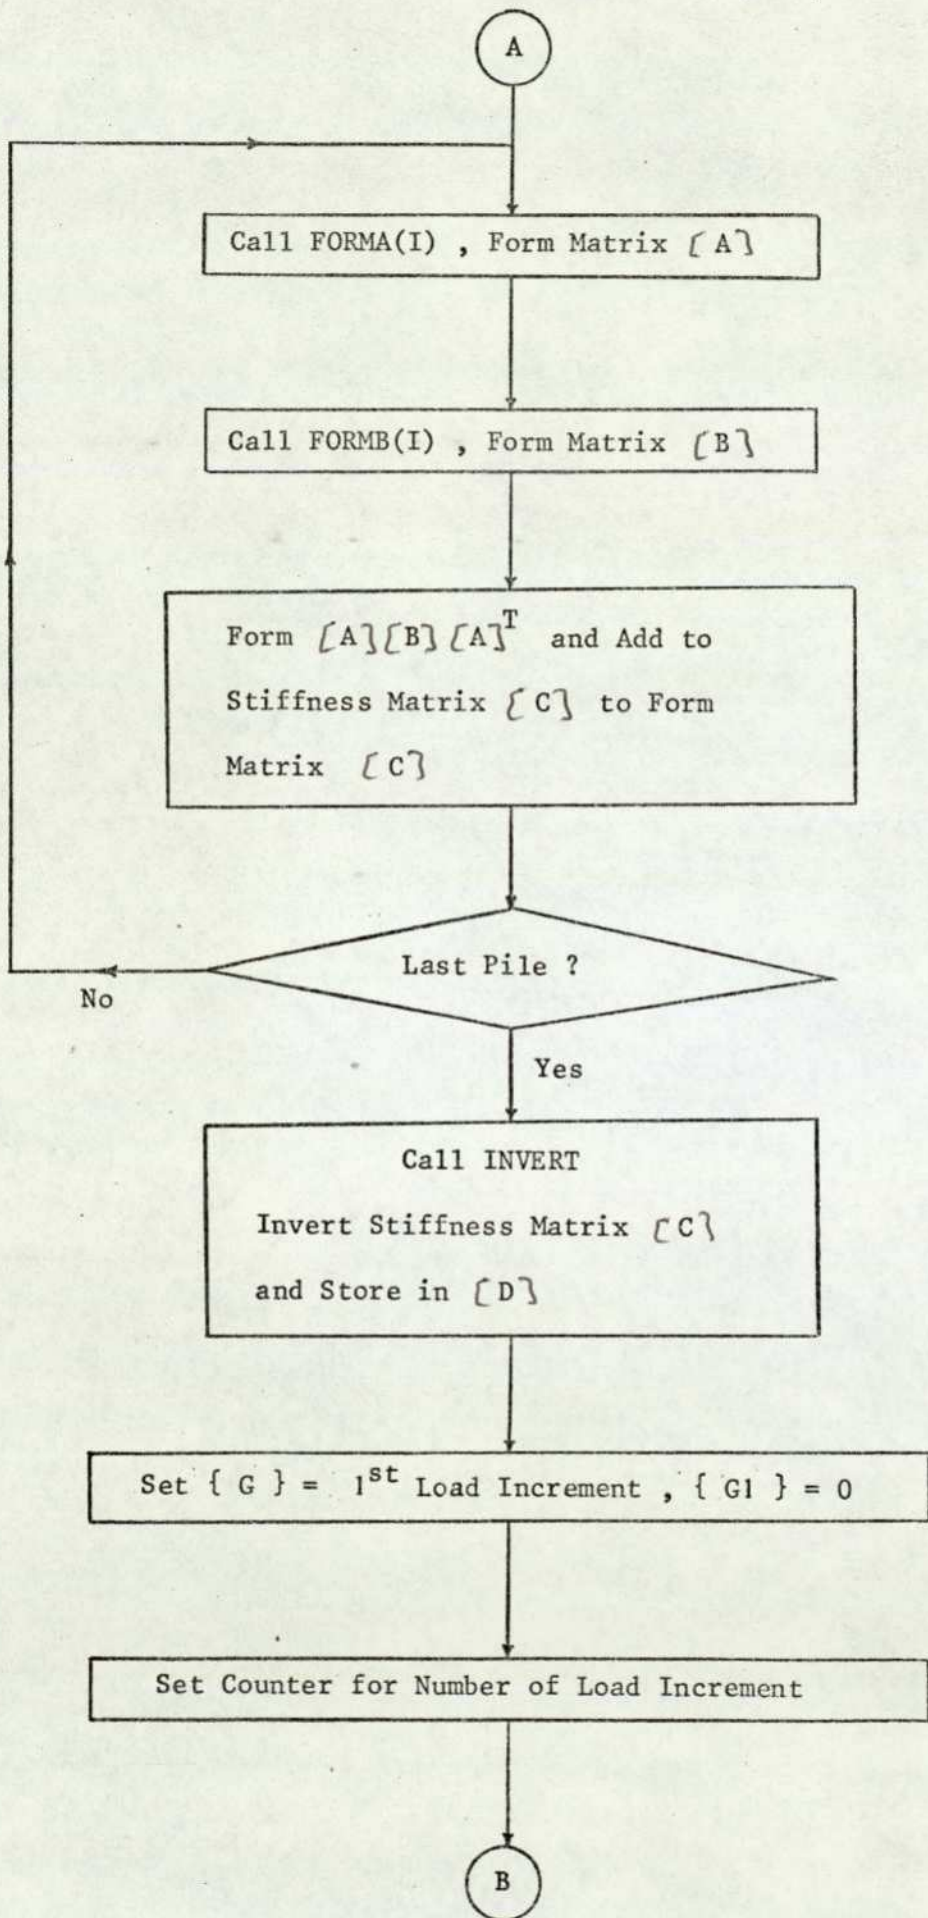 A
Call FORMA(I) , Form Matrix [A]
Call FORMB(I) , Form Matrix [B]
Form [A][B][A]^T and Add to
Stiffness Matrix [C] to Form
Matrix [C]
Last Pile ?
No
Yes
Call INVERT
Invert Stiffness Matrix [C]
and Store in [D]
Set { G } = 1st Load Increment , { G1 } = 0
Set Counter for Number of Load Increment
B